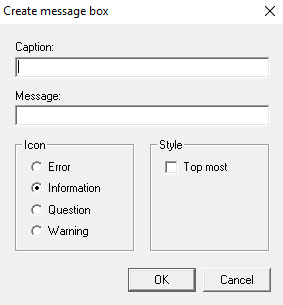 Create message box
Caption:
Message:
Icon
Error
Information
Question
Warning
Style
Top most
OK
Cancel